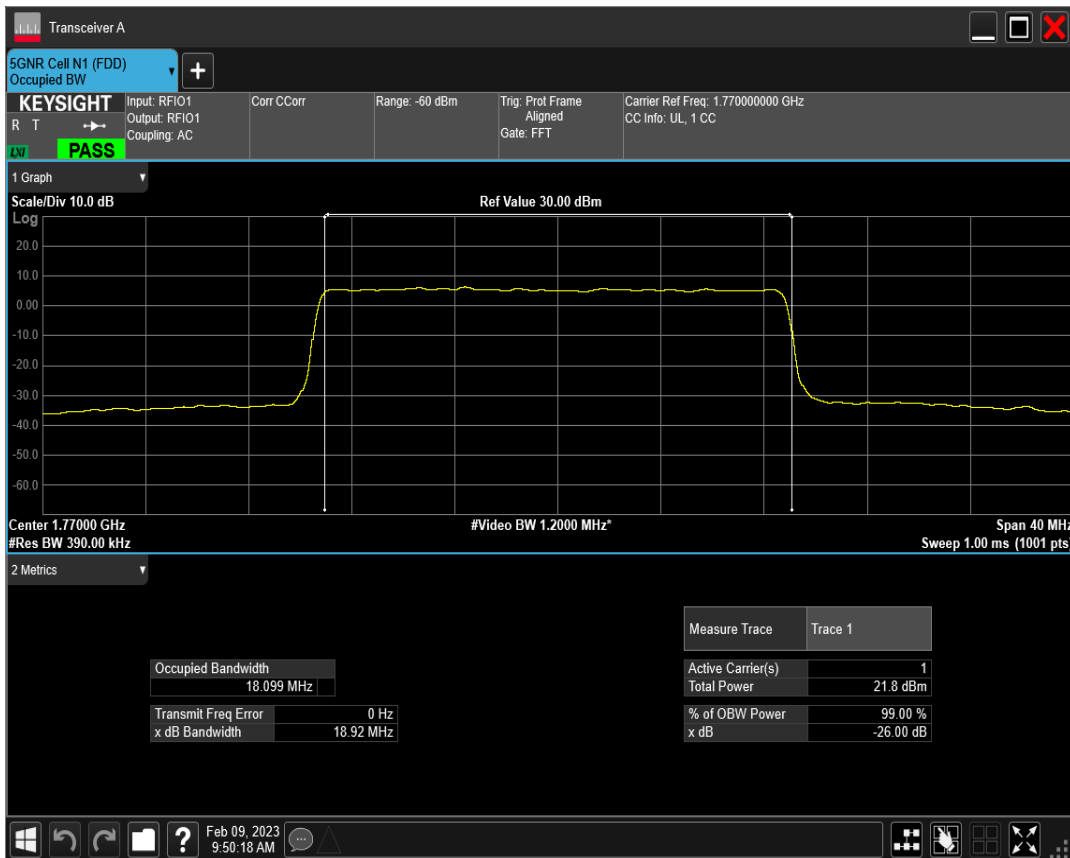 Transceiver A
5GNR Cell N1 (FDD)
Occupied BW
+
KEYSIGHT
R T
LXI
PASS
Input: RFIO1
Output: RFIO1
Coupling: AC
Corr CCorr
Range: -60 dBm
Trig: Prot Frame
Aligned
Gate: FFT
Carrier Ref Freq: 1.770000000 GHz
CC Info: UL, 1 CC
1 Graph
Scale/Div 10.0 dB
Ref Value 30.00 dBm
Log
20.0
10.0
0.00
-10.0
-20.0
-30.0
-40.0
-50.0
-60.0
Center 1.77000 GHz
#Video BW 1.2000 MHz*
Span 40 MHz
#Res BW 390.00 kHz
Sweep 1.00 ms (1001 pts)
2 Metrics
Measure Trace Trace 1
Occupied Bandwidth
18.099 MHz
Active Carrier(s) 1
Total Power 21.8 dBm
Transmit Freq Error 0 Hz
x dB Bandwidth 18.92 MHz
% of OBW Power 99.00 %
x dB -26.00 dB
?
Feb 09, 2023
9:50:18 AM